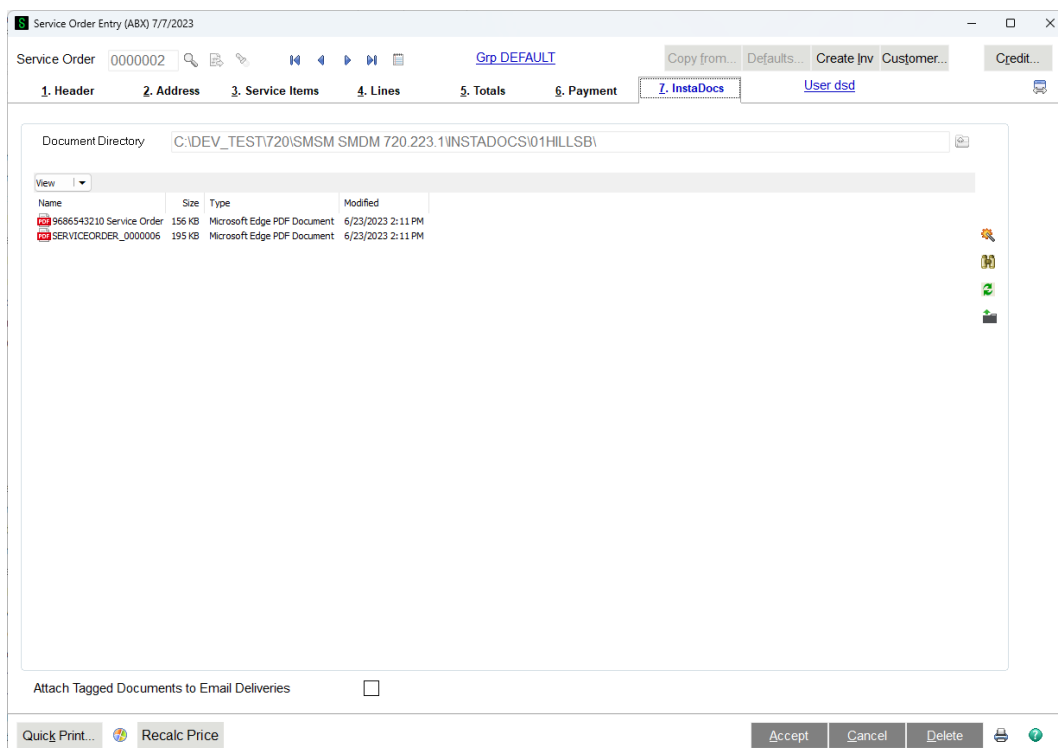 Service Order Entry (ABX) 7/7/2023
Service Order 0000002 Grp DEFAULT Copy from... Defaults... Create Inv Customer... Credit...
1. Header 2. Address 3. Service Items 4. Lines 5. Totals 6. Payment 7. InstaDocs User dsd
Document Directory C:\DEV_TEST\720\SMSM SMDM 720.223.1\INSTADOCS\01HILLSB\
View
Name Size Type Modified
PDF 9686543210 Service Order 156 KB Microsoft Edge PDF Document 6/23/2023 2:11 PM
PDF SERVICEORDER_0000006 195 KB Microsoft Edge PDF Document 6/23/2023 2:11 PM
Attach Tagged Documents to Email Deliveries
Quick Print... Recalc Price Accept Cancel Delete